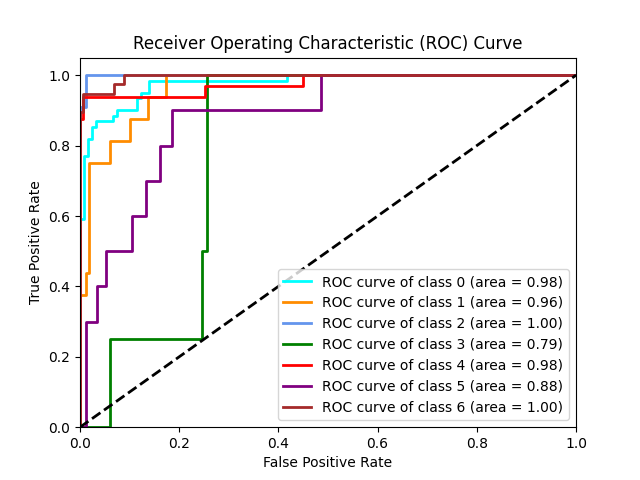 Receiver Operating Characteristic (ROC) Curve
True Positive Rate
1.0
0.8
0.6
0.4
0.2
0.0
ROC curve of class 0 (area = 0.98)
ROC curve of class 1 (area = 0.96)
ROC curve of class 2 (area = 1.00)
ROC curve of class 3 (area = 0.79)
ROC curve of class 4 (area = 0.98)
ROC curve of class 5 (area = 0.88)
ROC curve of class 6 (area = 1.00)
0.0 0.2 0.4 0.6 0.8 1.0
False Positive Rate